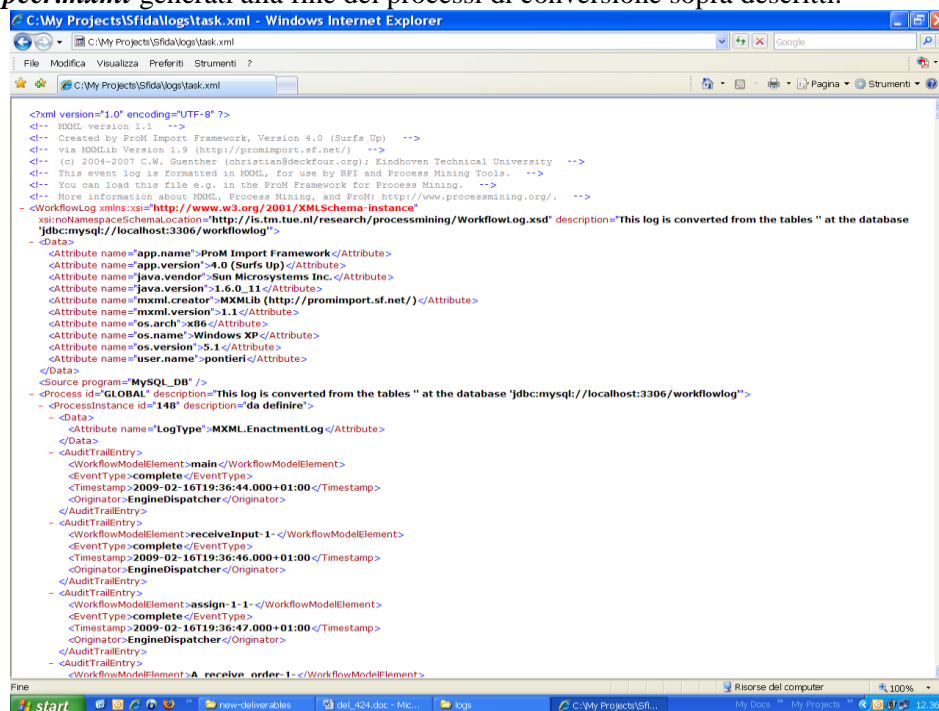 generati alla fine dei processi di conversione sopra descritti.
C:\My Projects\Sfida\logs\task.xml - Windows Internet Explorer
C:\My Projects\Sfida\logs\task.xml
Google
File Modifica Visualizza Preferiti Strumenti ?
C:\My Projects\Sfida\logs\task.xml
Pagina Strumenti
<?xml version="1.0" encoding="UTF-8" ?>
<!-- MXML version 1.1 -->
<!-- Created by ProM Import Framework, Version 4.0 (Surfs Up) -->
<!-- via MXMLib Version 1.9 (http://promimport.sf.net/) -->
<!-- (c) 2004-2007 C.W. Guenther (christian@deckfour.org); Eindhoven Technical University -->
<!-- This event log is formatted in MXML, for use by BPI and Process Mining Tools. -->
<!-- You can load this file e.g. in the ProM Framework for Process Mining. -->
<!-- More information about MXML, Process Mining, and ProM: http://www.processmining.org/. -->
- <WorkflowLog xmlns:xsi="http://www.w3.org/2001/XMLSchema-instance"
xsi:noNamespaceSchemaLocation="http://is.tm.tue.nl/research/processmining/WorkflowLog.xsd" description="This log is converted from the tables '' at the database
'jdbc:mysql://localhost:3306/workflowlog'">
- <Data>
<Attribute name="app.name">ProM Import Framework</Attribute>
<Attribute name="app.version">4.0 (Surfs Up)</Attribute>
<Attribute name="java.vendor">Sun Microsystems Inc.</Attribute>
<Attribute name="java.version">1.6.0_11</Attribute>
<Attribute name="mxml.creator">MXMLib (http://promimport.sf.net/)</Attribute>
<Attribute name="mxml.version">1.1</Attribute>
<Attribute name="os.arch">x86</Attribute>
<Attribute name="os.name">Windows XP</Attribute>
<Attribute name="os.version">5.1</Attribute>
<Attribute name="user.name">pontieri</Attribute>
</Data>
<Source program="MySQL_DB" />
- <Process id="GLOBAL" description="This log is converted from the tables '' at the database 'jdbc:mysql://localhost:3306/workflowlog'">
- <ProcessInstance id="148" description="da definire">
- <Data>
<Attribute name="LogType">MXML.EnactmentLog</Attribute>
</Data>
- <AuditTrailEntry>
<WorkflowModelElement>main</WorkflowModelElement>
<EventType>complete</EventType>
<Timestamp>2009-02-16T19:36:44.000+01:00</Timestamp>
<Originator>EngineDispatcher</Originator>
</AuditTrailEntry>
- <AuditTrailEntry>
<WorkflowModelElement>receiveInput-1-</WorkflowModelElement>
<EventType>complete</EventType>
<Timestamp>2009-02-16T19:36:46.000+01:00</Timestamp>
<Originator>EngineDispatcher</Originator>
</AuditTrailEntry>
- <AuditTrailEntry>
<WorkflowModelElement>assign-1-1-</WorkflowModelElement>
<EventType>complete</EventType>
<Timestamp>2009-02-16T19:36:47.000+01:00</Timestamp>
<Originator>EngineDispatcher</Originator>
</AuditTrailEntry>
- <AuditTrailEntry>
<WorkflowModelElement>A_receive_order-1-</WorkflowModelElement>
Fine Risorse del computer 100%
start new-deliverables del_424.doc - Mic... logs C:\My Projects\Sfi... My Docs My Projects 12.36